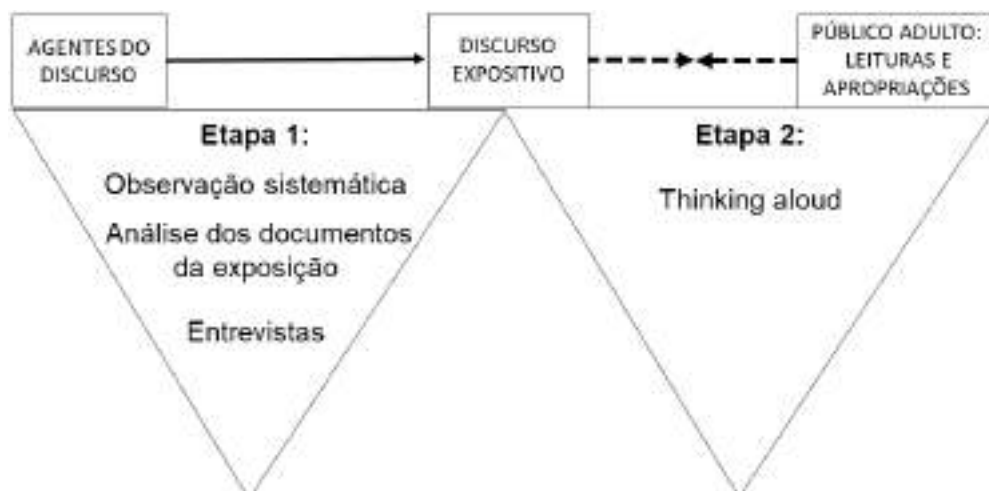 AGENTES DO
DISCURSO
DISCURSO
EXPOSITIVO
PÚBLICO ADULTO:
LEITURAS E
APROPRIAÇÕES
Etapa 1:
Observação sistemática
Análise dos documentos
da exposição
Entrevistas
Etapa 2:
Thinking aloud